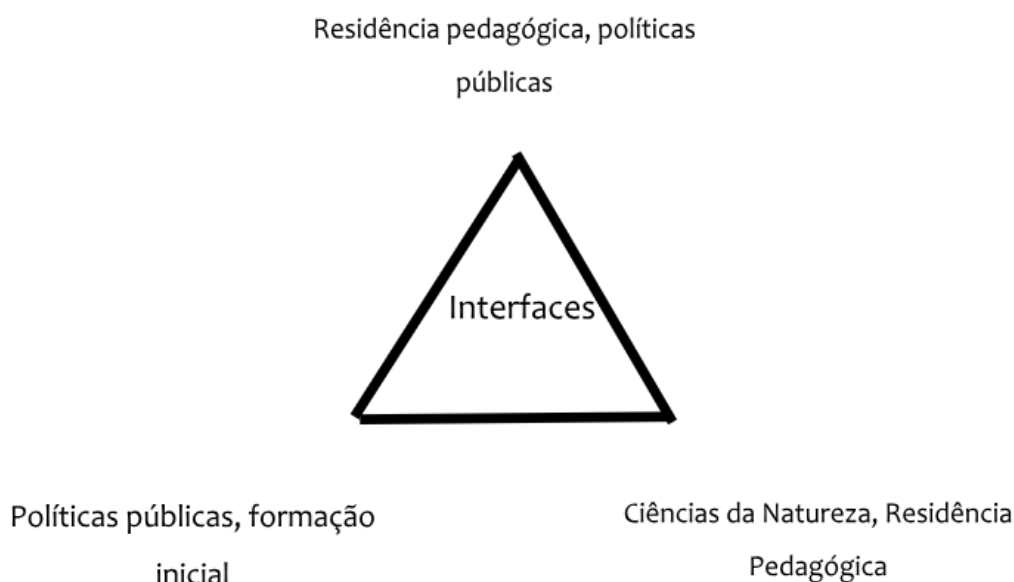 Residência pedagógica, políticas
públicas
Interfaces
Políticas públicas, formação
inicial
Ciências da Natureza, Residência
Pedagógica